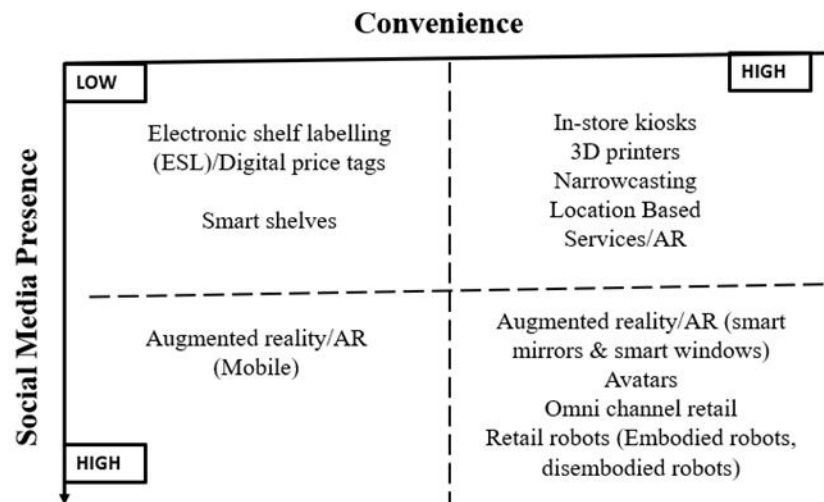 Convenience
LOW
HIGH
Electronic shelf labelling
(ESL)/Digital price tags
Smart shelves
In-store kiosks
3D printers
Narrowcasting
Location Based
Services/AR
Social Media Presence
Augmented reality/AR
(Mobile)
Augmented reality/AR (smart
mirrors & smart windows)
Avatars
Omni channel retail
Retail robots (Embodied robots,
disembodied robots)
HIGH